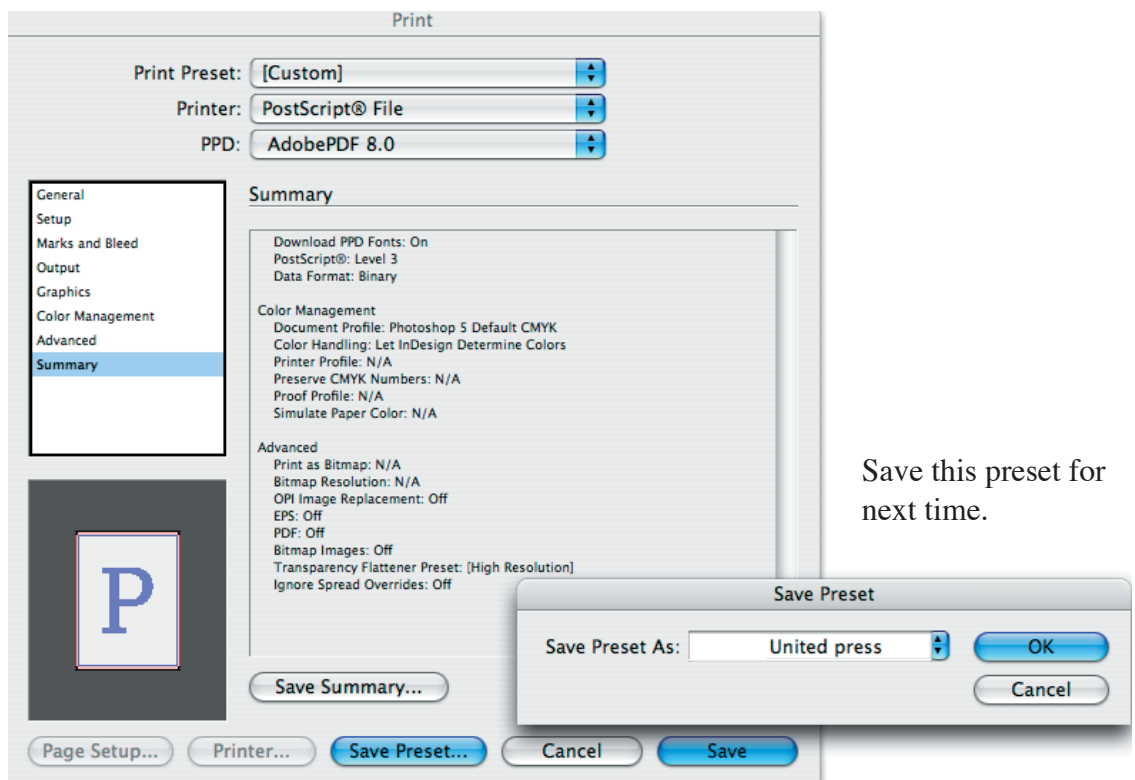 Print
Print Preset: [Custom]
Printer: PostScript® File
PPD: AdobePDF 8.0
General
Setup
Marks and Bleed
Output
Graphics
Color Management
Advanced
Summary
Summary
Download PPD Fonts: On
PostScript®: Level 3
Data Format: Binary
Color Management
Document Profile: Photoshop 5 Default CMYK
Color Handling: Let InDesign Determine Colors
Printer Profile: N/A
Preserve CMYK Numbers: N/A
Proof Profile: N/A
Simulate Paper Color: N/A
Advanced
Print as Bitmap: N/A
Bitmap Resolution: N/A
OPI Image Replacement: Off
EPS: Off
PDF: Off
Bitmap Images: Off
Transparency Flattener Preset: [High Resolution]
Ignore Spread Overrides: Off
P
Save Summary...
Page Setup... Printer... Save Preset... Cancel Save
Save this preset for
next time.
Save Preset
Save Preset As: United press OK
Cancel